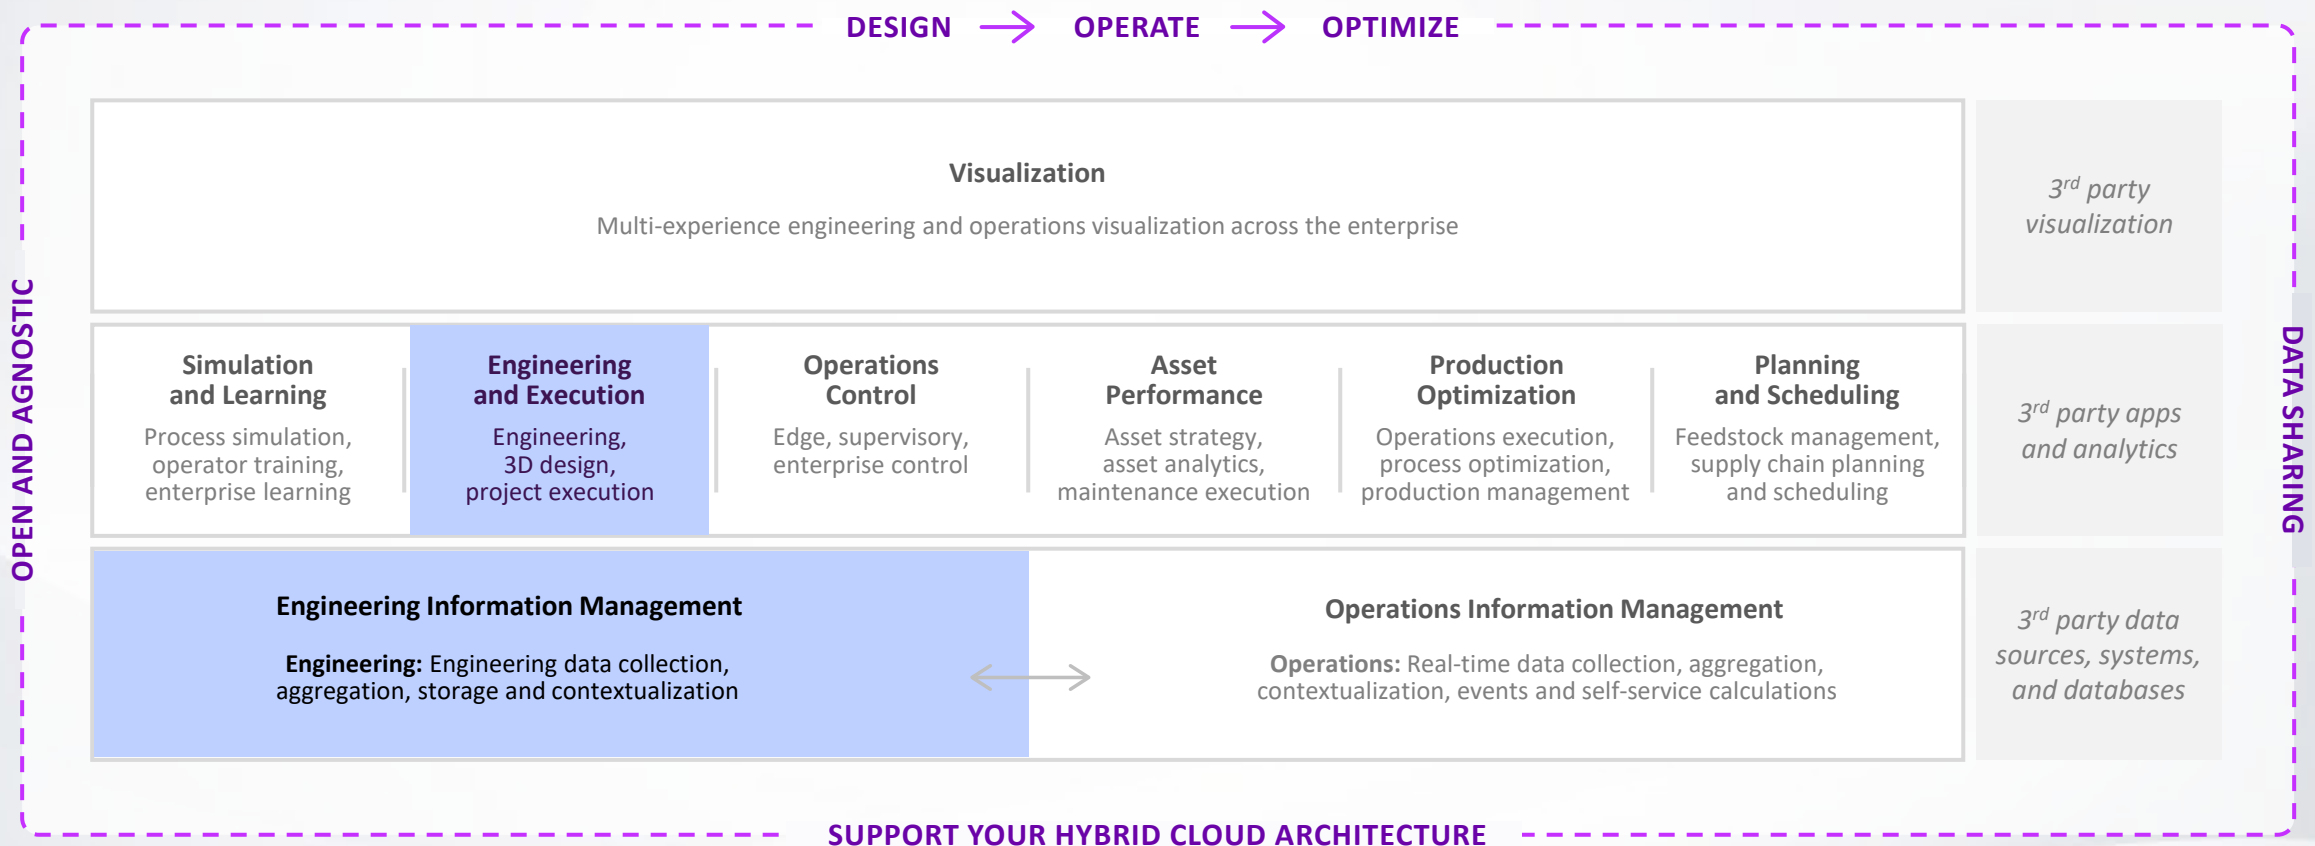 DESIGN → OPERATE → OPTIMIZE
OPEN AND AGNOSTIC
Visualization
Multi-experience engineering and operations visualization across the enterprise
3rd party
visualization
Simulation
and Learning
Process simulation,
operator training,
enterprise learning
Engineering
and Execution
Engineering,
3D design,
project execution
Operations
Control
Edge, supervisory,
enterprise control
Asset
Performance
Asset strategy,
asset analytics,
maintenance execution
Production
Optimization
Operations execution,
process optimization,
production management
Planning
and Scheduling
Feedstock management,
supply chain planning
and scheduling
3rd party apps
and analytics
Engineering Information Management
Engineering: Engineering data collection,
aggregation, storage and contextualization
Operations Information Management
Operations: Real-time data collection, aggregation,
contextualization, events and self-service calculations
3rd party data
sources, systems,
and databases
DATA SHARING
SUPPORT YOUR HYBRID CLOUD ARCHITECTURE